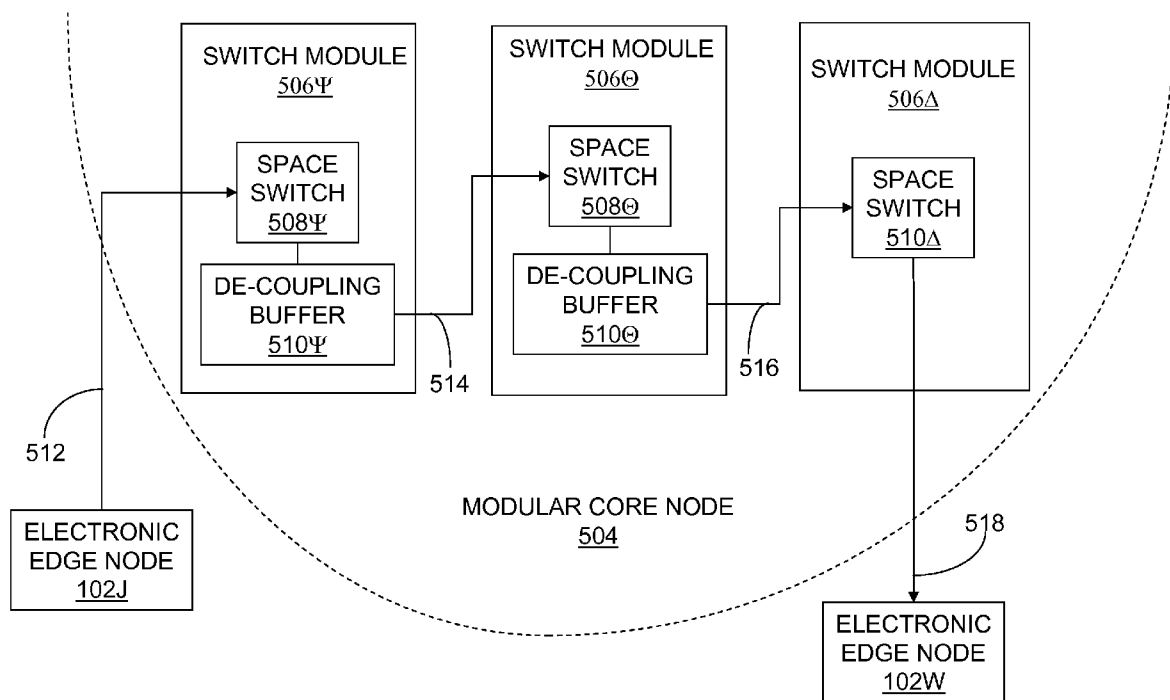 SWITCH MODULE
506Ψ
SPACE
SWITCH
508Ψ
DE-COUPLING
BUFFER
510Ψ
SWITCH MODULE
506Θ
SPACE
SWITCH
508Θ
DE-COUPLING
BUFFER
510Θ
SWITCH MODULE
506Δ
SPACE
SWITCH
510Δ
514
516
512
MODULAR CORE NODE
504
518
ELECTRONIC
EDGE NODE
102J
ELECTRONIC
EDGE NODE
102W